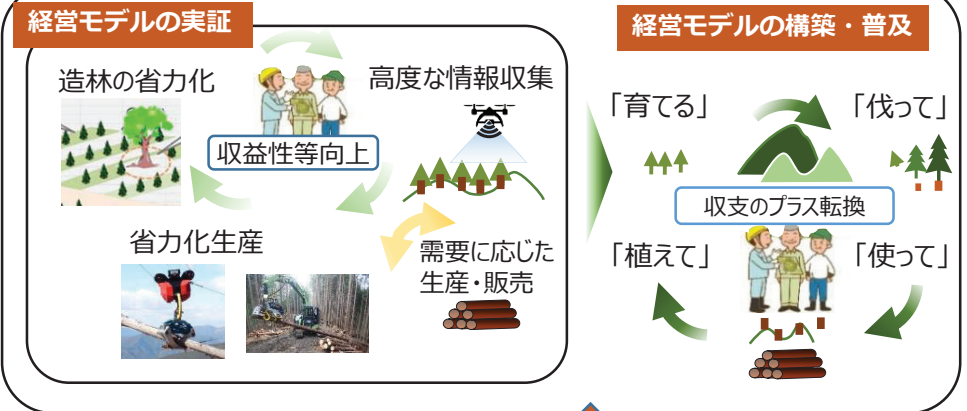 経営モデルの実証
造林の省力化
高度な情報収集
収益性等向上
省力化生産
需要に応じた
生産・販売
経営モデルの構築・普及
「育てる」
「伐って」
収支のプラス転換
「植えて」
「使って」